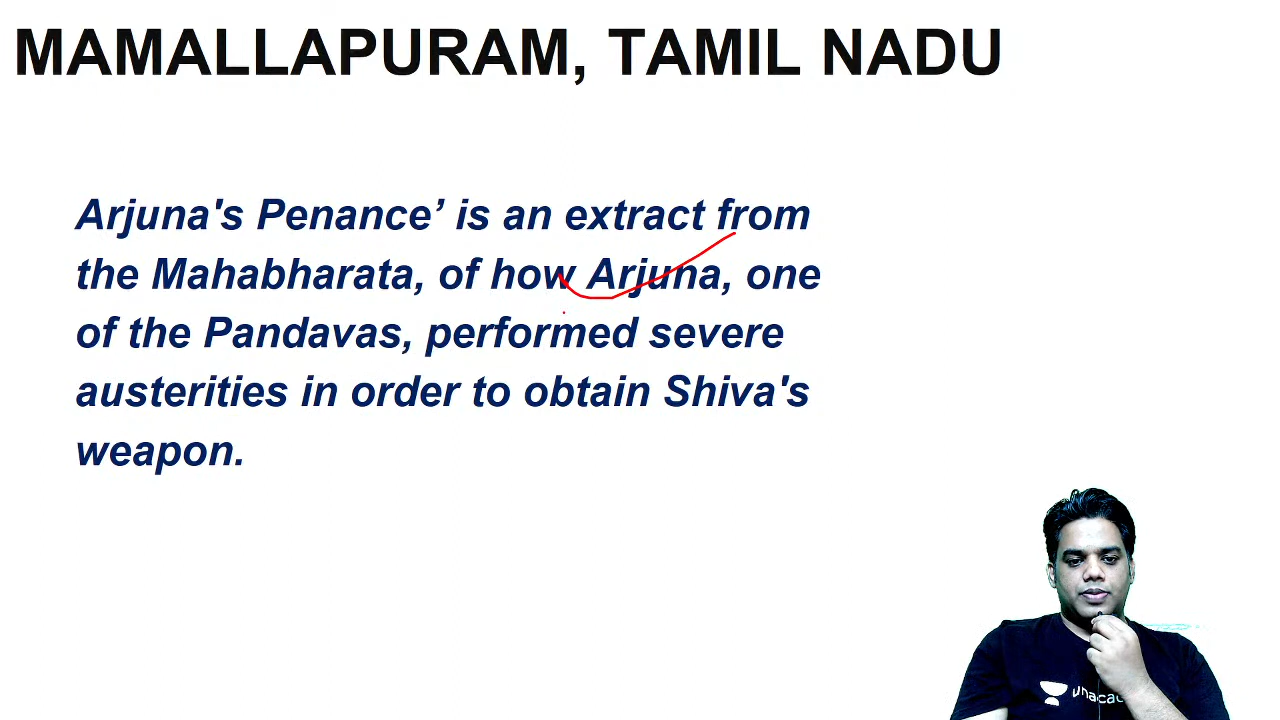 MAMALLAPURAM, TAMIL NADU
Arjuna's Penance’ is an extract from
the Mahabharata, of how Arjuna, one
of the Pandavas, performed severe
austerities in order to obtain Shiva's
weapon.